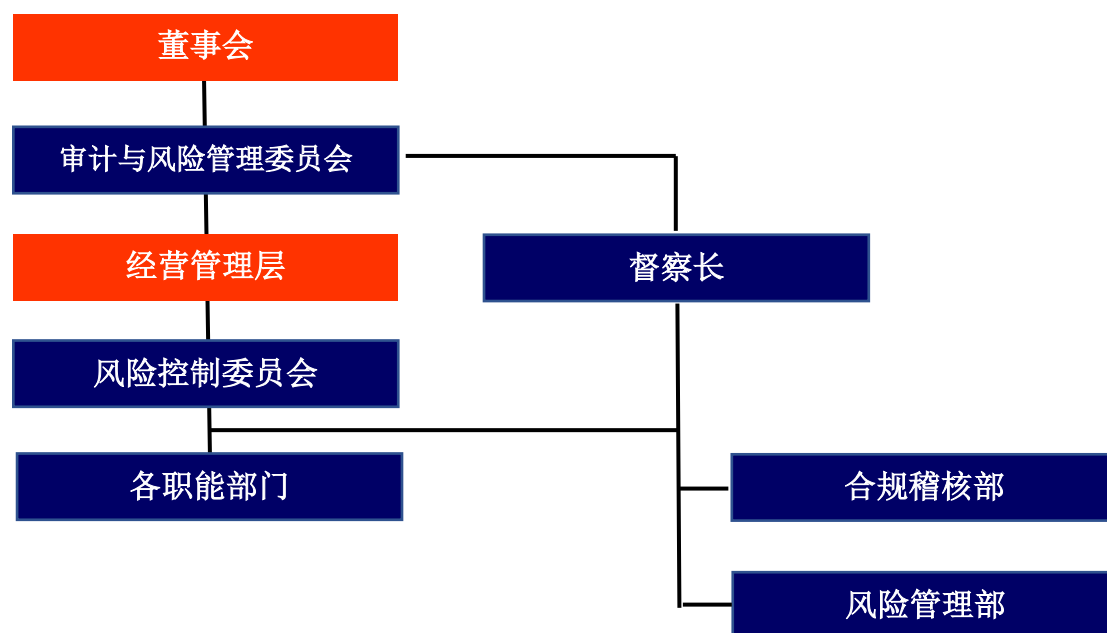 董事会
审计与风险管理委员会
经营管理层
督察长
风险控制委员会
各职能部门
合规稽核部
风险管理部